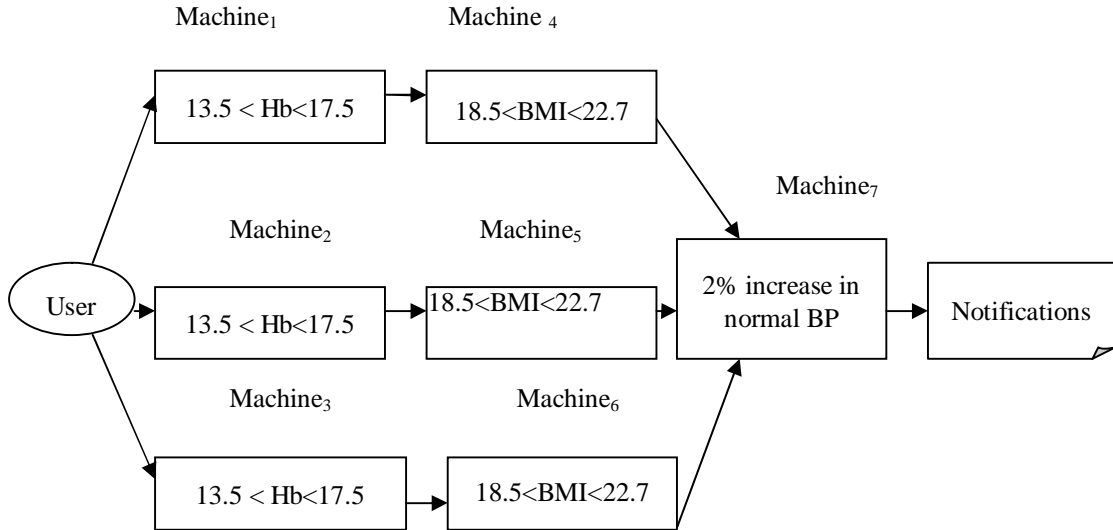 Machine₁
Machine ₄
13.5 < Hb<17.5
18.5<BMI<22.7
Machine₇
Machine₂
Machine₅
User
13.5 < Hb<17.5
18.5<BMI<22.7
2% increase in
normal BP
Notifications
Machine₃
Machine₆
13.5 < Hb<17.5
18.5<BMI<22.7